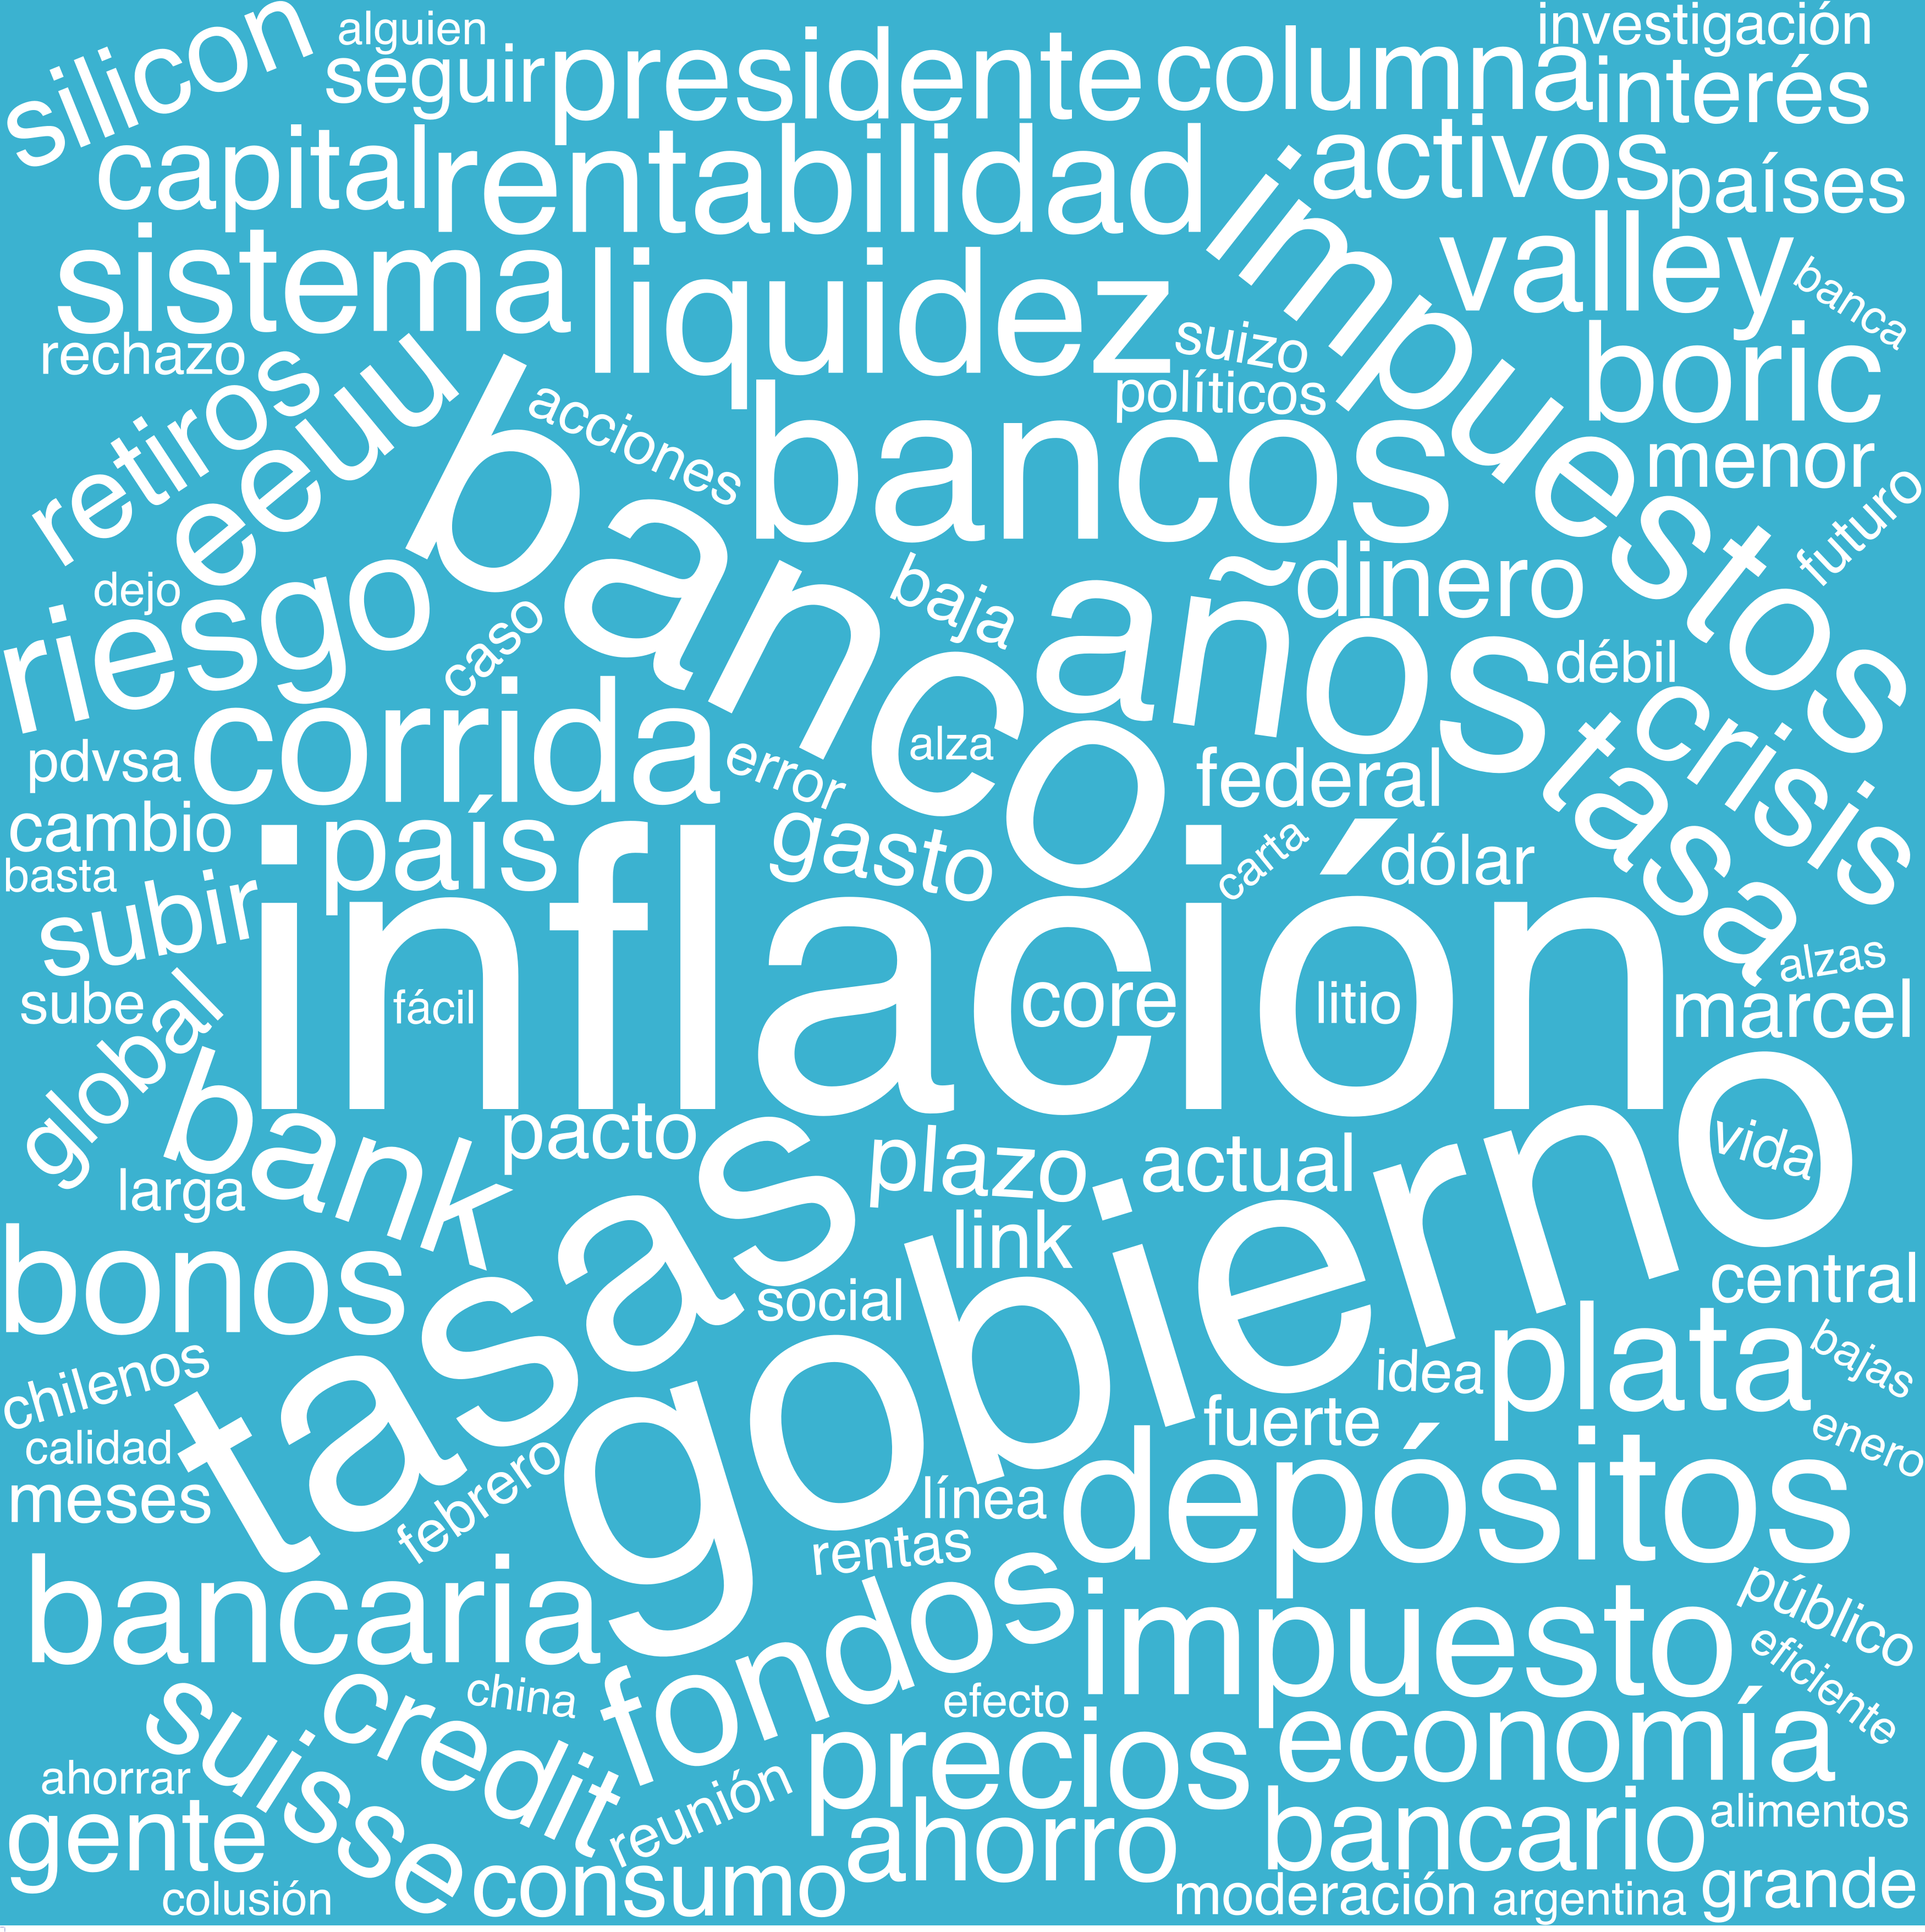 silicon
alguien
seguir
presidente
columna
investigación
interés
capital
rentabilidad
activos
países
sistema
liquidez
impuestos
valley
banca
rechazo
suizo
políticos
boric
retiros
eeuu
acciones
bancos
menor
futuro
banco
dejo
riesgo
caso
baja
años
dinero
débil
pdvsa
corrida
error
alza
federal
tasa
crisis
cambio
país
gasto
carta
dólar
basta
subir
inflación
alzas
sube
fácil
core
litio
marcel
global
bank
pacto
plazo
actual
vida
larga
link
gobierno
bonos
tasas
social
central
chilenos
idea
plata
bajas
calidad
fuerte
enero
meses
febrero
línea
depósitos
rentas
bancaria
fondos
impuesto
público
eficiente
suisse
credit
china
efecto
precios
economía
ahorrar
reunión
gente
consumo
ahorro
bancario
alimentos
colusión
moderación
argentina
grande